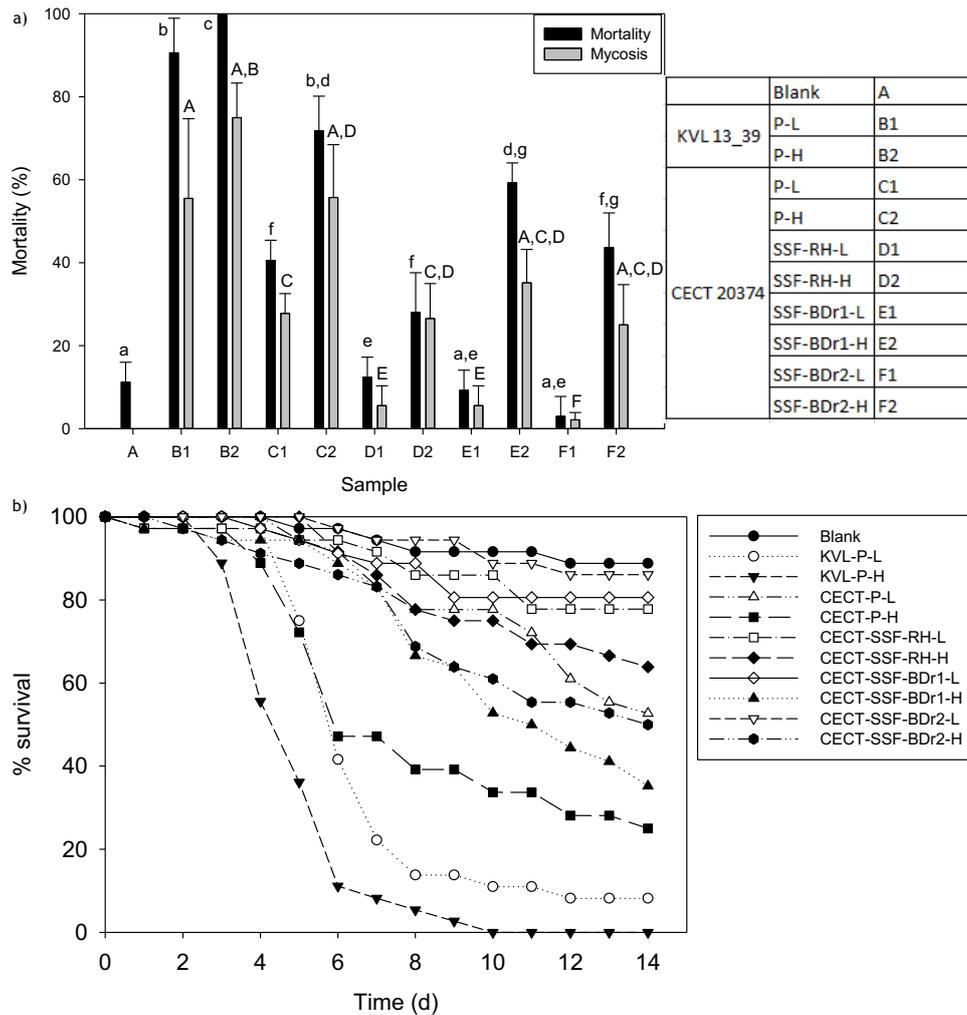 a)
100
80
60
40
20
0
Mortality (%)
Mortality
Mycosis
a
b
A
c
A,B
f
C
b,d
A,D
e
E
f
C,D
a,e
E
d,g
A,C,D
a,e
F
f,g
A,C,D
A B1 B2 C1 C2 D1 D2 E1 E2 F1 F2
Sample
Blank A
KVL 13_39
P-L B1
P-H B2
CECT 20374
P-L C1
P-H C2
SSF-RH-L D1
SSF-RH-H D2
SSF-BDr1-L E1
SSF-BDr1-H E2
SSF-BDr2-L F1
SSF-BDr2-H F2
b)
100
80
60
40
20
0
% survival
0 2 4 6 8 10 12 14
Time (d)
Blank
KVL-P-L
KVL-P-H
CECT-P-L
CECT-P-H
CECT-SSF-RH-L
CECT-SSF-RH-H
CECT-SSF-BDr1-L
CECT-SSF-BDr1-H
CECT-SSF-BDr2-L
CECT-SSF-BDr2-H